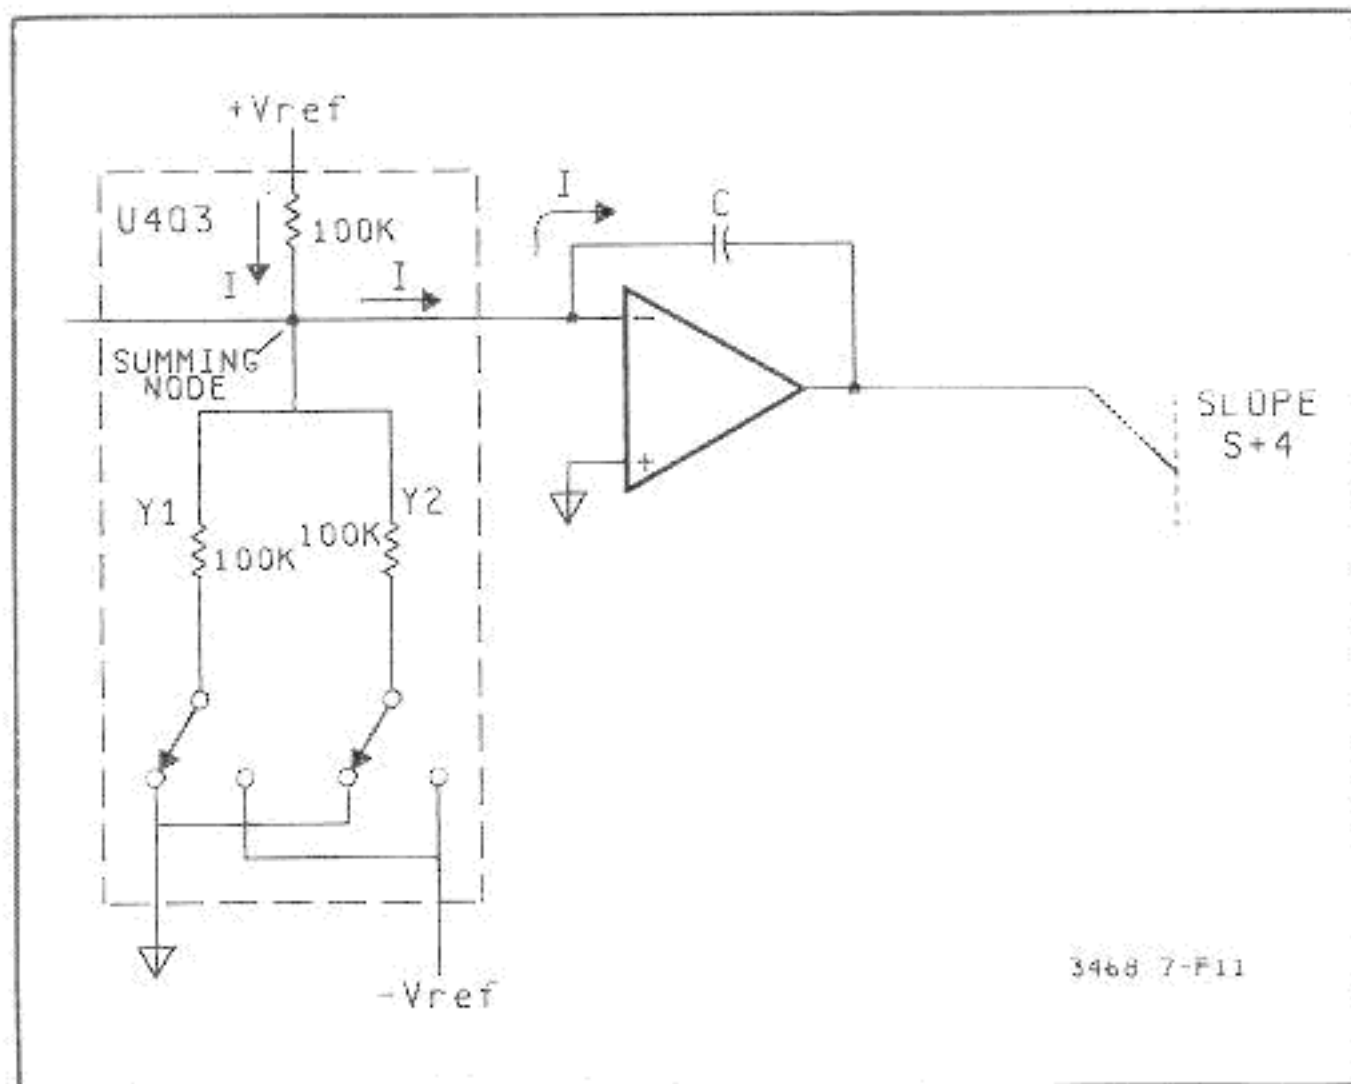 +Vref
U403
100K
I
I
I
C
-
+
SUMMING
NODE
SLOPE
S+4
Y1
Y2
100K
100K
-Vref
3468 7-F11